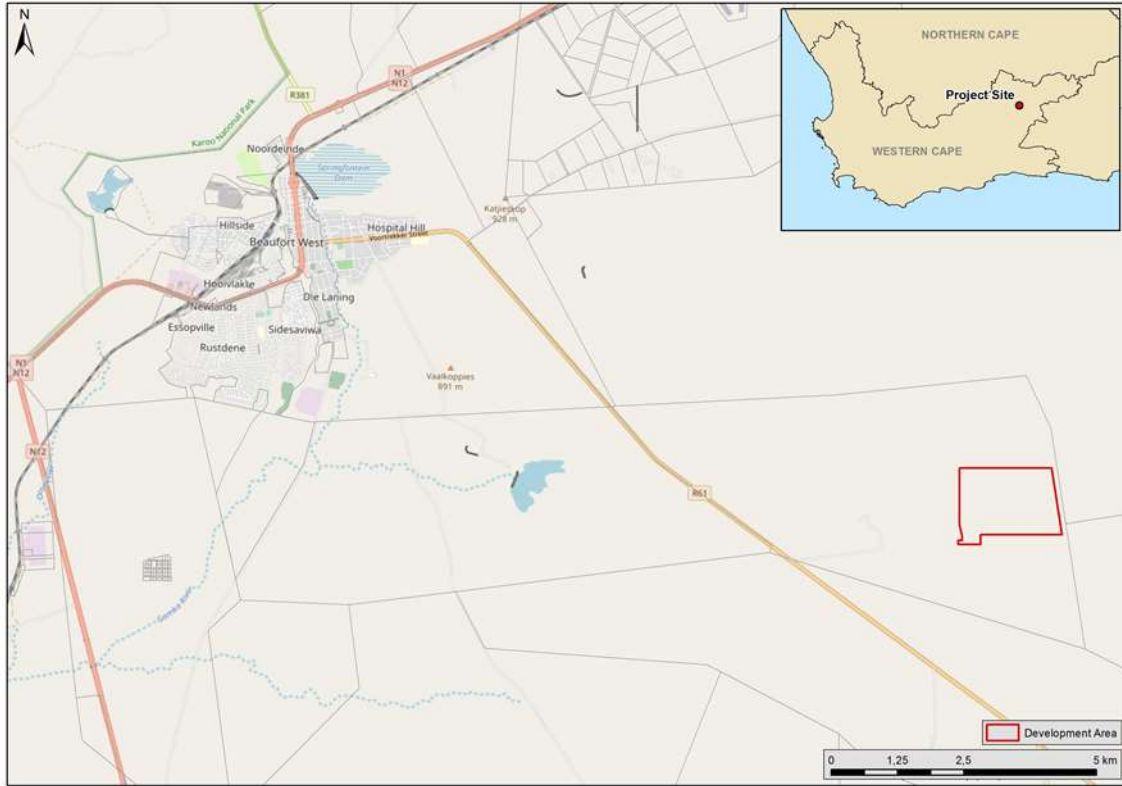 N
N1
N12
R381
Karoo National Park
Noordeinde
Springfontein
Dam
Katjieskop
928 m
Hillside
Hospital Hill
Voortrekker Street
Beaufort West
Hooivlakte
Die Laning
Newlands
Essopville
Sidesaviwa
Rustdene
N1
N12
Vaalkoppies
891 m
N12
R61
Gamka River
NORTHERN CAPE
Project Site
WESTERN CAPE
Development Area
0 1,25 2,5 5 km